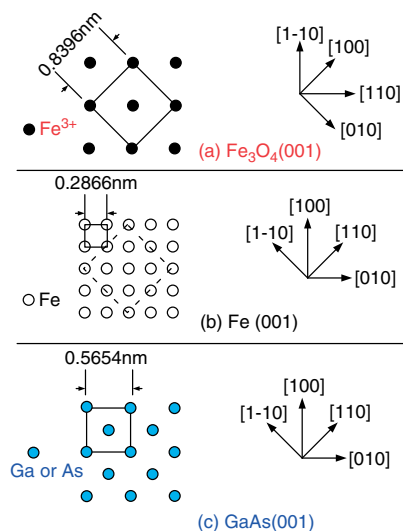 0.8396nm
Fe³⁺
[1-10]
[100]
[110]
[010]
(a) Fe₃O₄(001)
0.2866nm
Fe
[100]
[1-10]
[110]
[010]
(b) Fe (001)
0.5654nm
Ga or As
[100]
[1-10]
[110]
[010]
(c) GaAs(001)